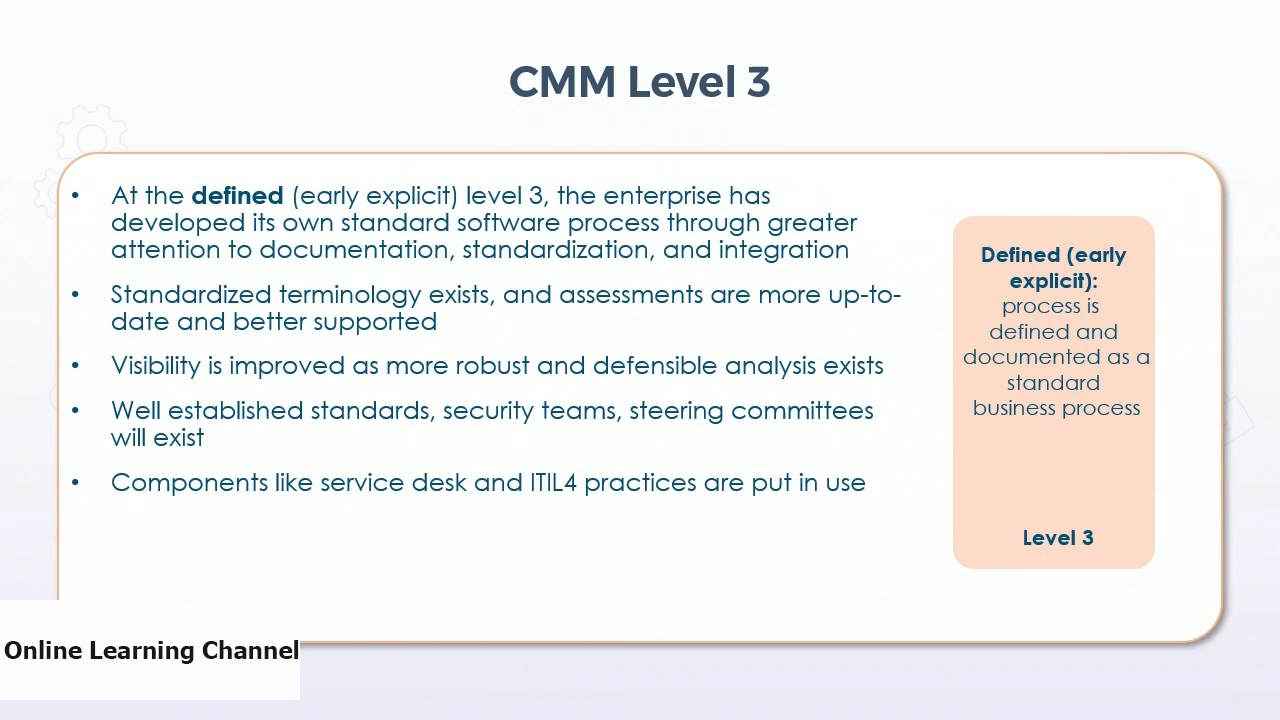 CMM Level 3
• At the defined (early explicit) level 3, the enterprise has
developed its own standard software process through greater
attention to documentation, standardization, and integration
• Standardized terminology exists, and assessments are more up-to-
date and better supported
• Visibility is improved as more robust and defensible analysis exists
• Well established standards, security teams, steering committees
will exist
• Components like service desk and ITIL4 practices are put in use
Defined (early
explicit):
process is
defined and
documented as a
standard
business process
Level 3
Online Learning Channel